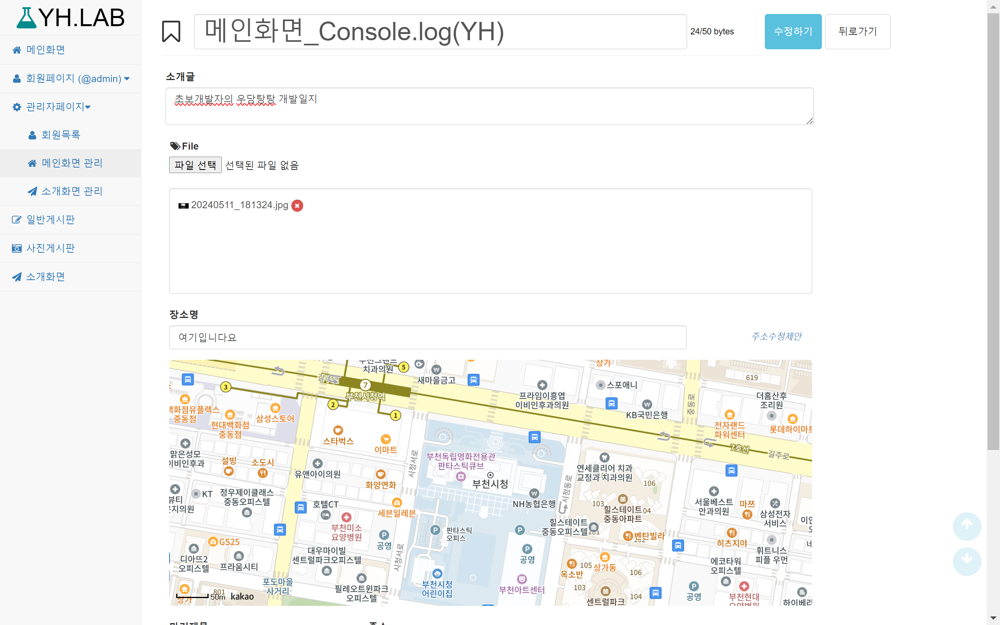 YH.LAB
메인화면
회원페이지 (@admin)
관리자페이지
회원목록
메인화면 관리
소개화면 관리
일반게시판
사진게시판
소개화면
메인화면_Console.log(YH)
24/50 bytes
수정하기
뒤로가기
소개글
초보개발자의 우당탕탕 개발일지
File
파일 선택 선택된 파일 없음
20240511_181324.jpg
장소명
여기입니다요
주소수정제안
치과의원
5
새마을금고
상가
619
길주로
3
7
부천시청역
2
1
스포애니
프라임이흥엽
이비인후과의원
KB국민은행
중동로
더홈산후
조리원
백화점유플렉스
중동점
현대백화점
중동점
삼성스토어
전자랜드
파워센터
롯데하이마트
스타벅스
이마트
7호선
길주로
맑은성모
이비인후과
설빙
소도시
유앤아이의원
화양연화
시청서로
부천독립영화전용관
판타스틱큐브
부천시청
연세클리어 치과
교정과 치과의원
106
시청동로
KT
정우제이클래스
중동오피스텔
뷰티
호텔CT
세븐일레븐
NH농협은행
103
힐스테이트
중동아파트
04
서울베스트
안과의원
마쯔
삼성전자
서비스
부천미소
요양병원
P
공영
P
판타스틱
오피스
P
힐스테이트
중동오피스텔
벤탄빌라
히츠지야
24 GS25
디아뜨2
오피스텔
프라움시티
대우마이빌
센트럴파크오피스텔
시청서로
P
공영
105
상가동
옥소반
106
휘트니스
피플 우먼
에코타워
오피스텔
포도마을
사거리
필레오트윈파크
오피스텔
부천시청
어린이집
부천아트센터
103
센트럴파크
104
P
공영
부천현대
요양병원
801
상가
50m kakao
주소